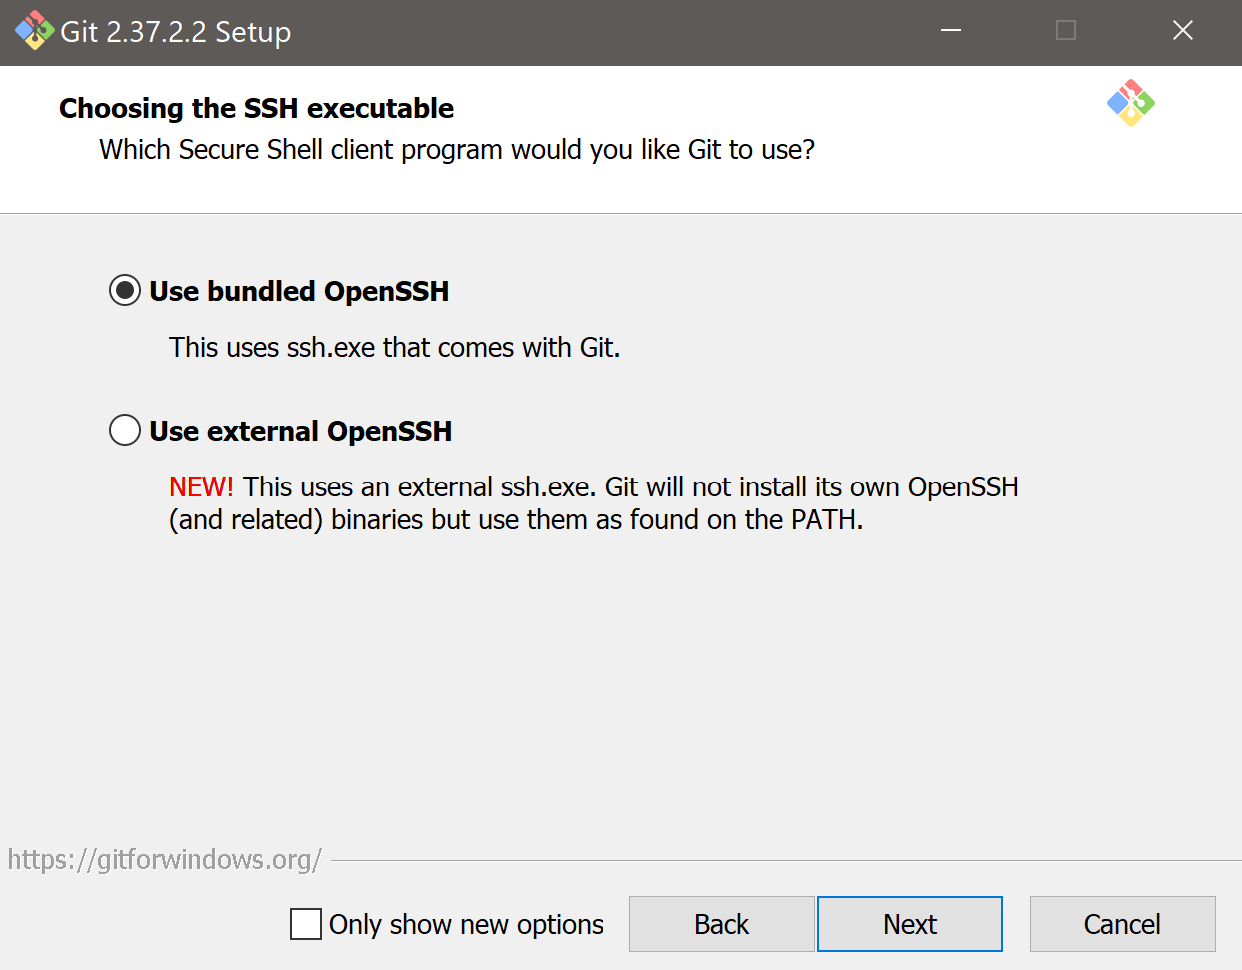 Git 2.37.2.2 Setup
Choosing the SSH executable
Which Secure Shell client program would you like Git to use?
Use bundled OpenSSH
This uses ssh.exe that comes with Git.
Use external OpenSSH
NEW! This uses an external ssh.exe. Git will not install its own OpenSSH
(and related) binaries but use them as found on the PATH.
https://gitforwindows.org/
Only show new options
Back
Next
Cancel